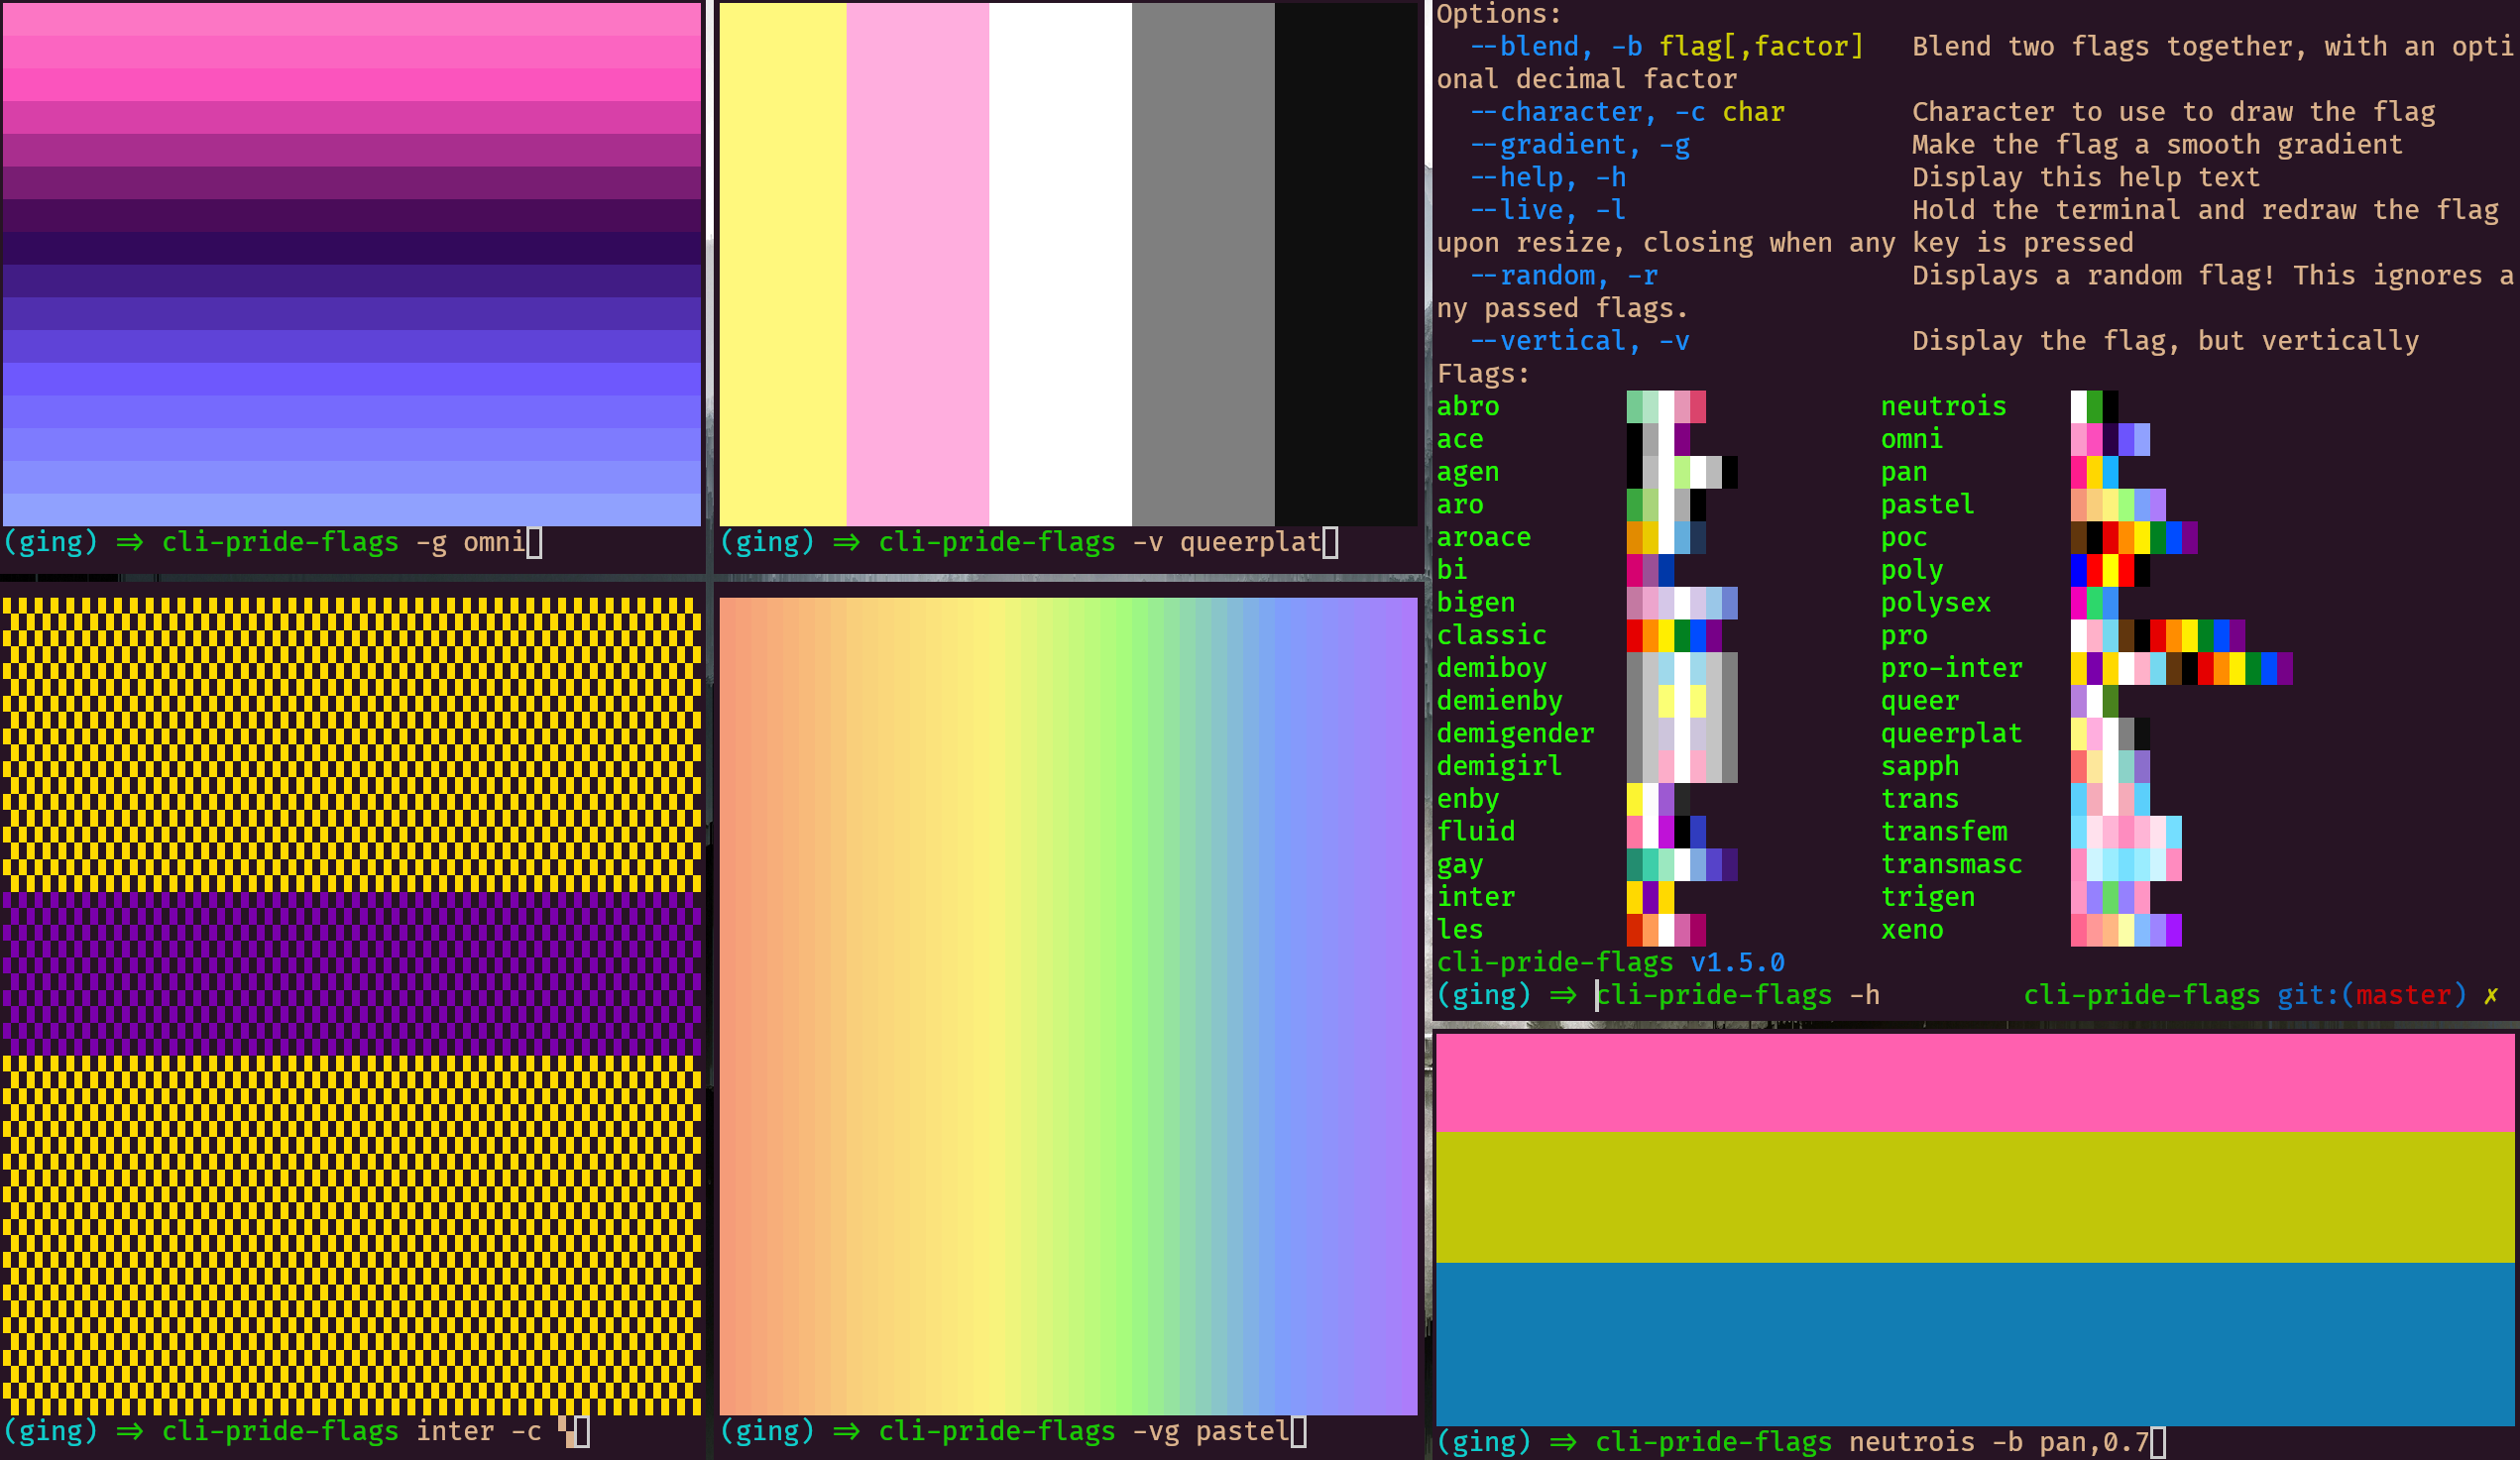 (ging) => cli-pride-flags -g omni
(ging) => cli-pride-flags -v queerplat
Options:
--blend, -b flag[,factor] Blend two flags together, with an opti
onal decimal factor
--character, -c char Character to use to draw the flag
--gradient, -g Make the flag a smooth gradient
--help, -h Display this help text
--live, -l Hold the terminal and redraw the flag
upon resize, closing when any key is pressed
--random, -r Displays a random flag! This ignores a
ny passed flags.
--vertical, -v Display the flag, but vertically
Flags:
abro neutrois
ace omni
agen pan
aro pastel
aroace poc
bi poly
bigen polysex
classic pro
demiboy pro-inter
demienby queer
demigender queerplat
demigirl sapph
enby trans
fluid transfem
gay transmasc
inter trigen
les xeno
cli-pride-flags v1.5.0
(ging) => cli-pride-flags -h cli-pride-flags git:(master) ✗
(ging) => cli-pride-flags inter -c ▚
(ging) => cli-pride-flags -vg pastel
(ging) => cli-pride-flags neutrois -b pan,0.7